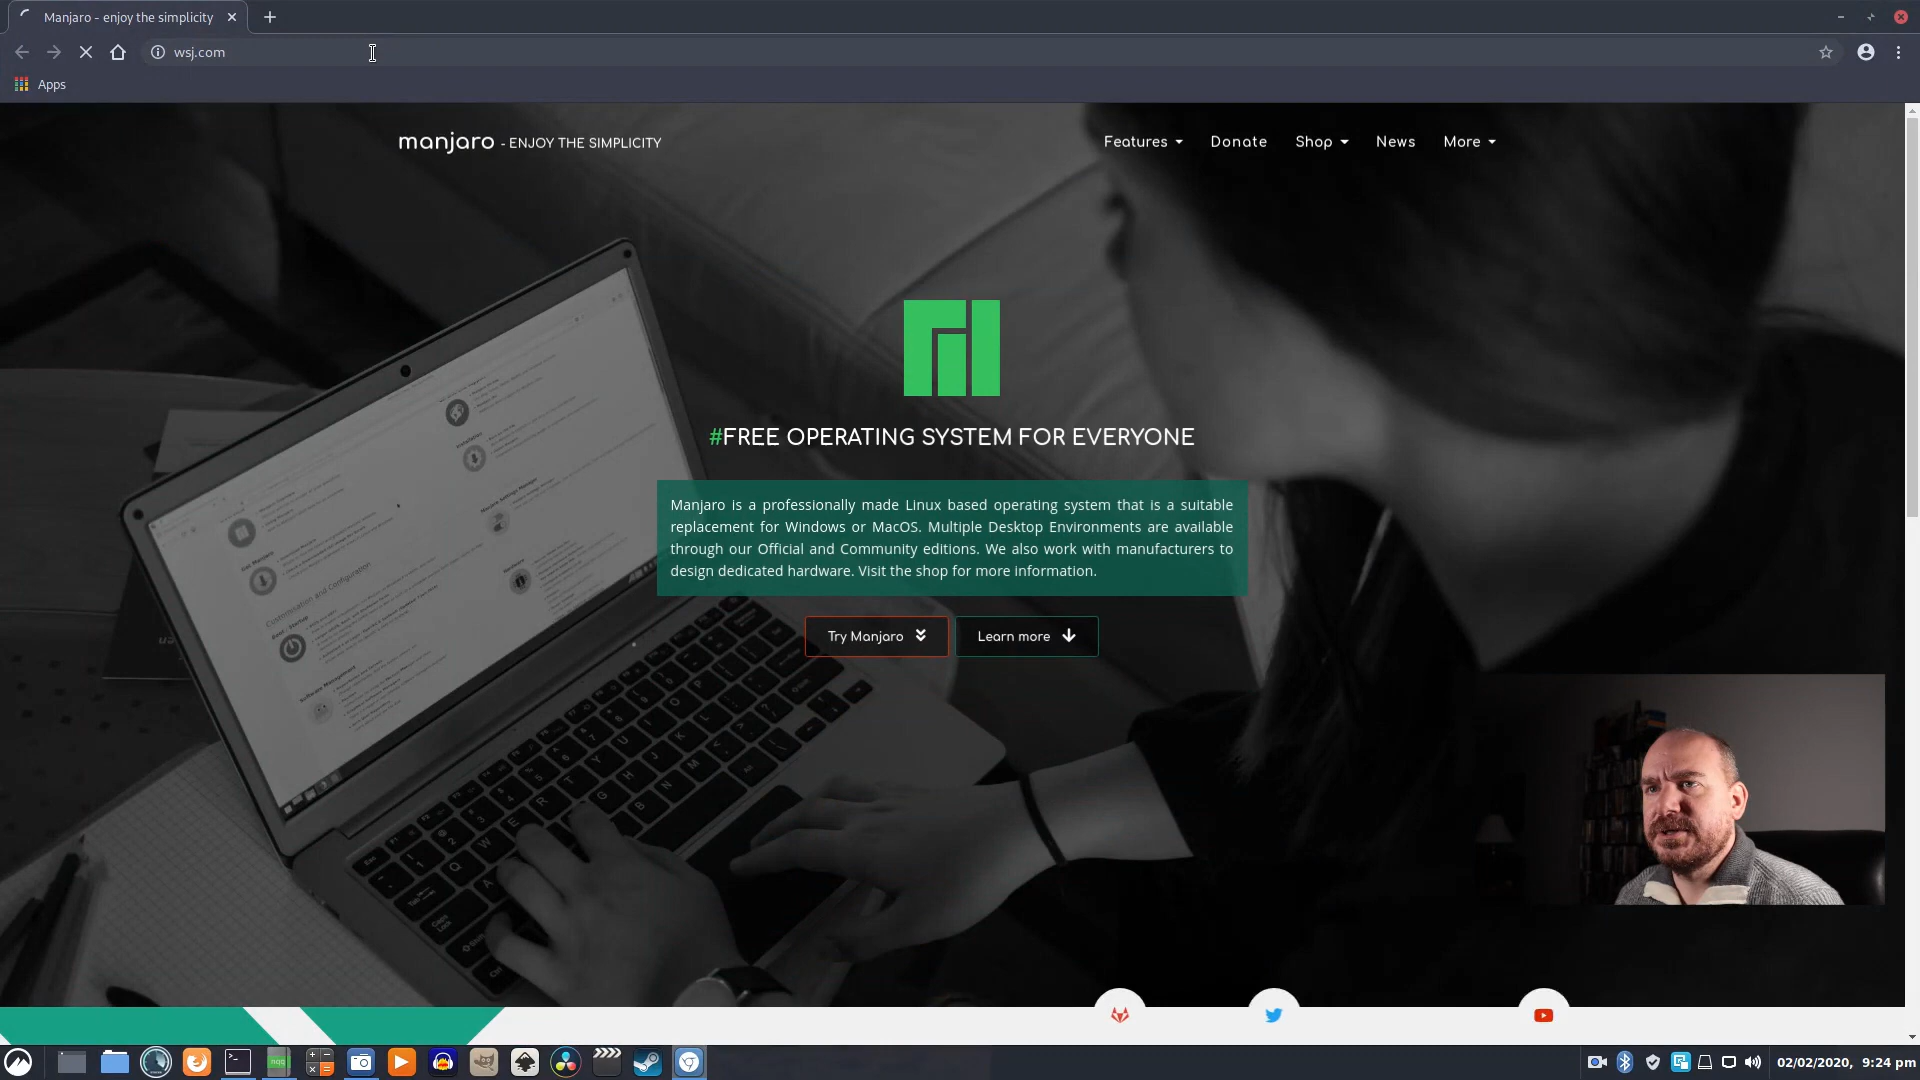 Manjaro - enjoy the simplicity
wsj.com
Apps
manjaro - ENJOY THE SIMPLICITY
Features
Donate
Shop
News
More
#FREE OPERATING SYSTEM FOR EVERYONE
Manjaro is a professionally made Linux based operating system that is a suitable
replacement for Windows or MacOS. Multiple Desktop Environments are available
through our Official and Community editions. We also work with manufacturers to
design dedicated hardware. Visit the shop for more information.
Try Manjaro
Learn more
nqq
02/02/2020, 9:24 pm